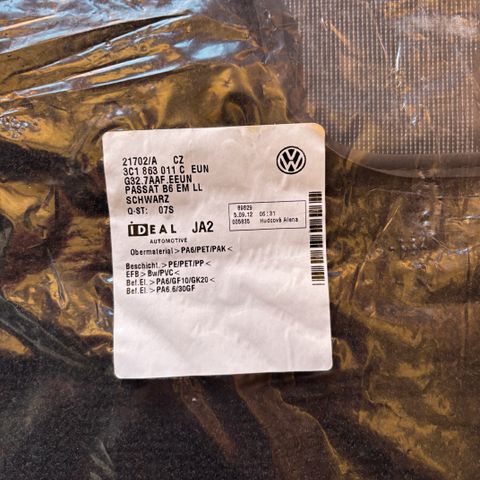 21702/A CZ
3C1 863 011 C EUN
G32.7AAF.EEUN
PASSAT B6 EM LL
SCHWARZ
Q-ST: 07S
IDEAL JA2
AUTOMOTIVE
89829
5.09.12 06:31
005835 Hudcová Alena
Obermaterial>PA6/PET/PAK<
Beschicht.>PE/PET/PP<
EFB>Bw/PVC<
Bef.El.>PA6/GF10/GK20<
Bef.El.>PA6.6/30GF